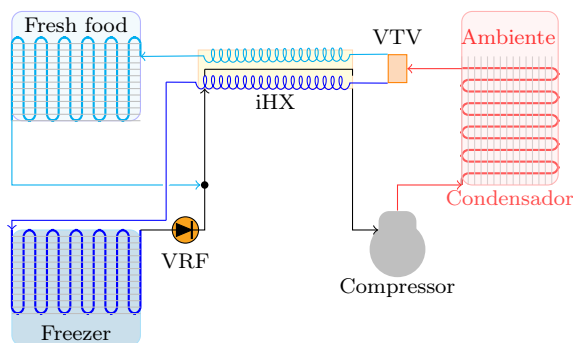 Fresh food
VTV
Ambiente
iHX
Condensador
VRF
Compressor
Freezer